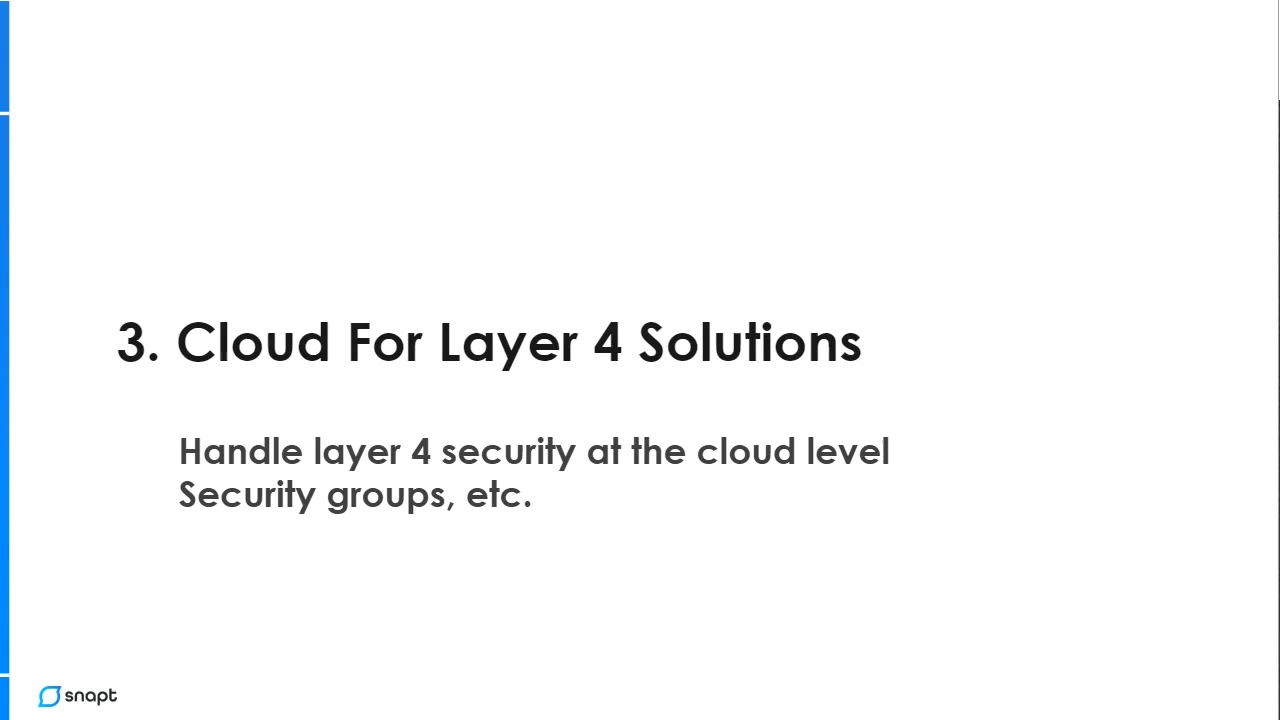 3. Cloud For Layer 4 Solutions
Handle layer 4 security at the cloud level
Security groups, etc.
snapt